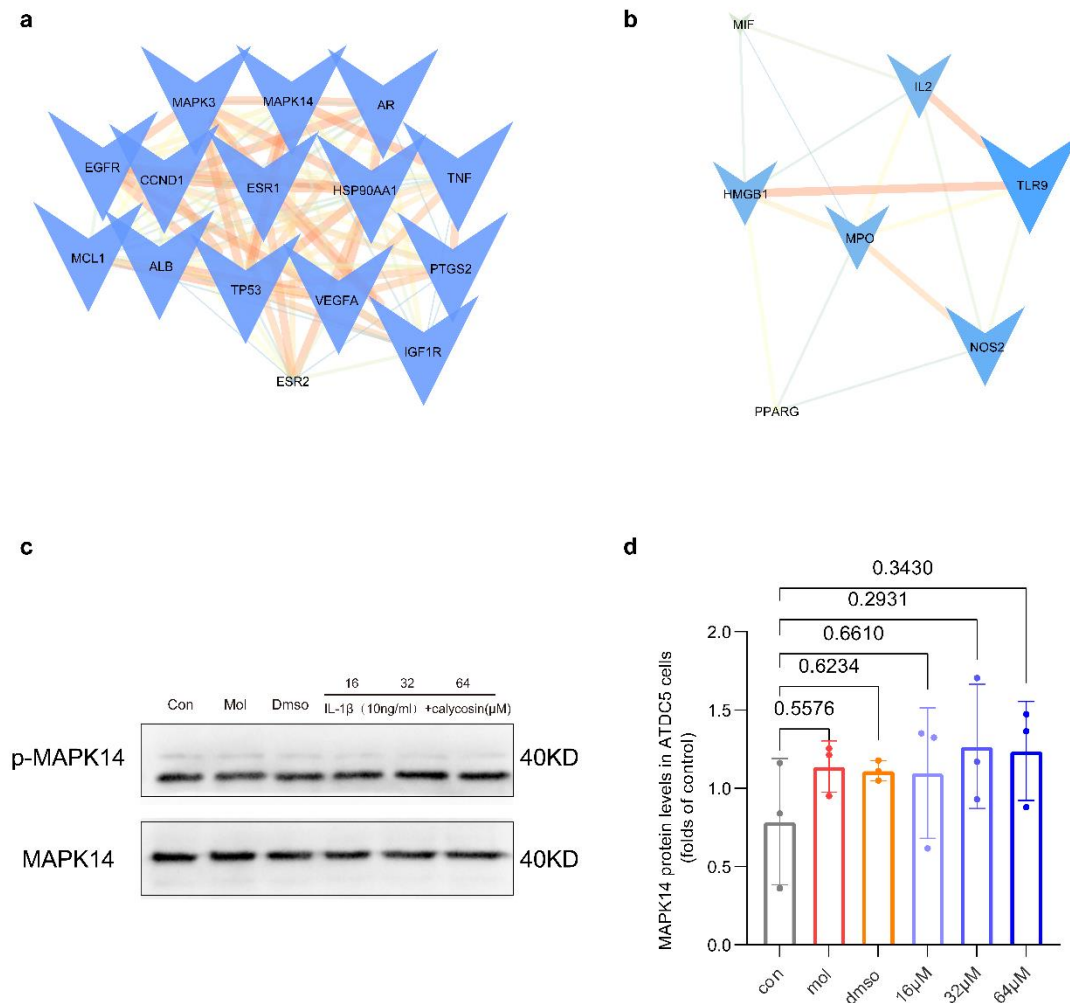 a
MAPK3 MAPK14 AR
EGFR CCND1 ESR1 HSP90AA1 TNF
MCL1 ALB TP53 VEGFA PTGS2
IGF1R
ESR2
b
MIF
IL2
HMGB1 TLR9
MPO
NOS2
PPARG
c
16 32 64
Con Mol Dmso IL-1β（10ng/ml） +calycosin(μM)
p-MAPK14 40KD
MAPK14 40KD
d
0.3430
0.2931
0.6610
0.6234
0.5576
MAPK14 protein levels in ATDC5 cells
(folds of control)
2.0
1.5
1.0
0.5
0.0
con mol dmso 16μM 32μM 64μM